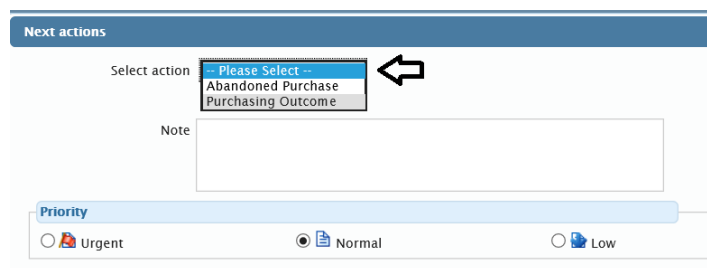 Next actions
Select action
-- Please Select --
Abandoned Purchase
Purchasing Outcome
Note
Priority
Urgent Normal Low